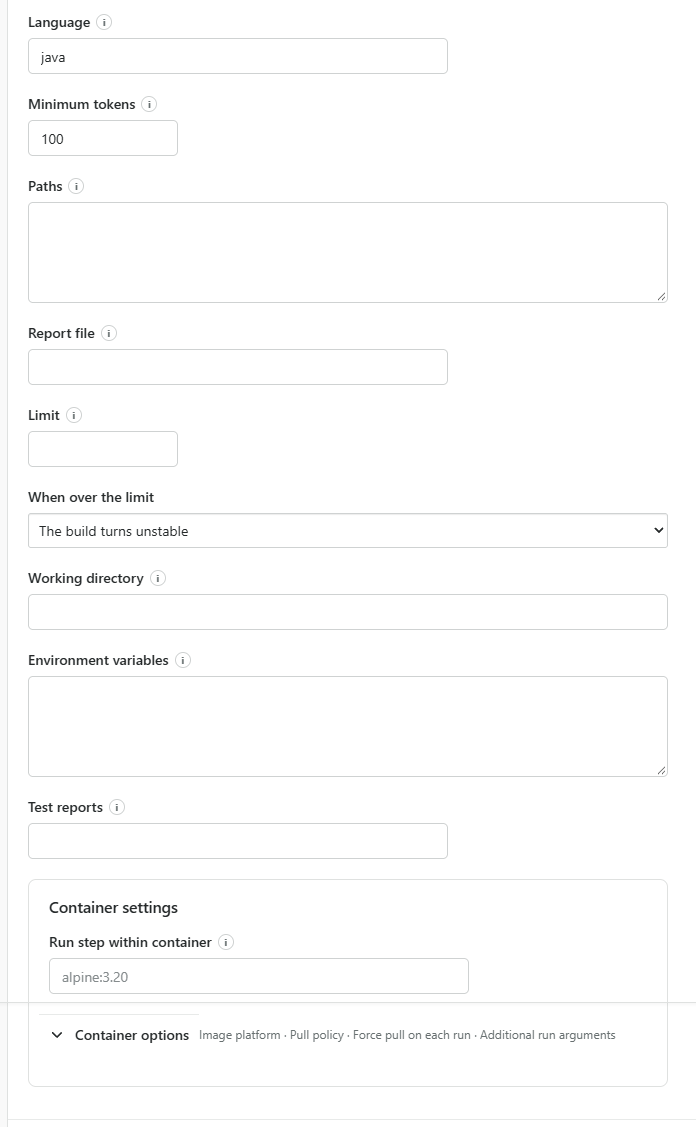 Language i
java
Minimum tokens i
100
Paths i
Report file i
Limit i
When over the limit
The build turns unstable
Working directory i
Environment variables i
Test reports i
Container settings
Run step within container i
alpine:3.20
Container options Image platform · Pull policy · Force pull on each run · Additional run arguments